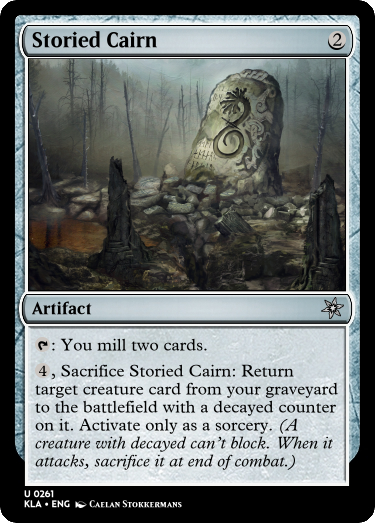 Storied Cairn 2
Artifact
: You mill two cards.
4, Sacrifice Storied Cairn: Return
target creature card from your graveyard
to the battlefield with a decayed counter
on it. Activate only as a sorcery. (A
creature with decayed can't block. When it
attacks, sacrifice it at end of combat.)
U 0261
KLA • ENG Caelan Stokkermans